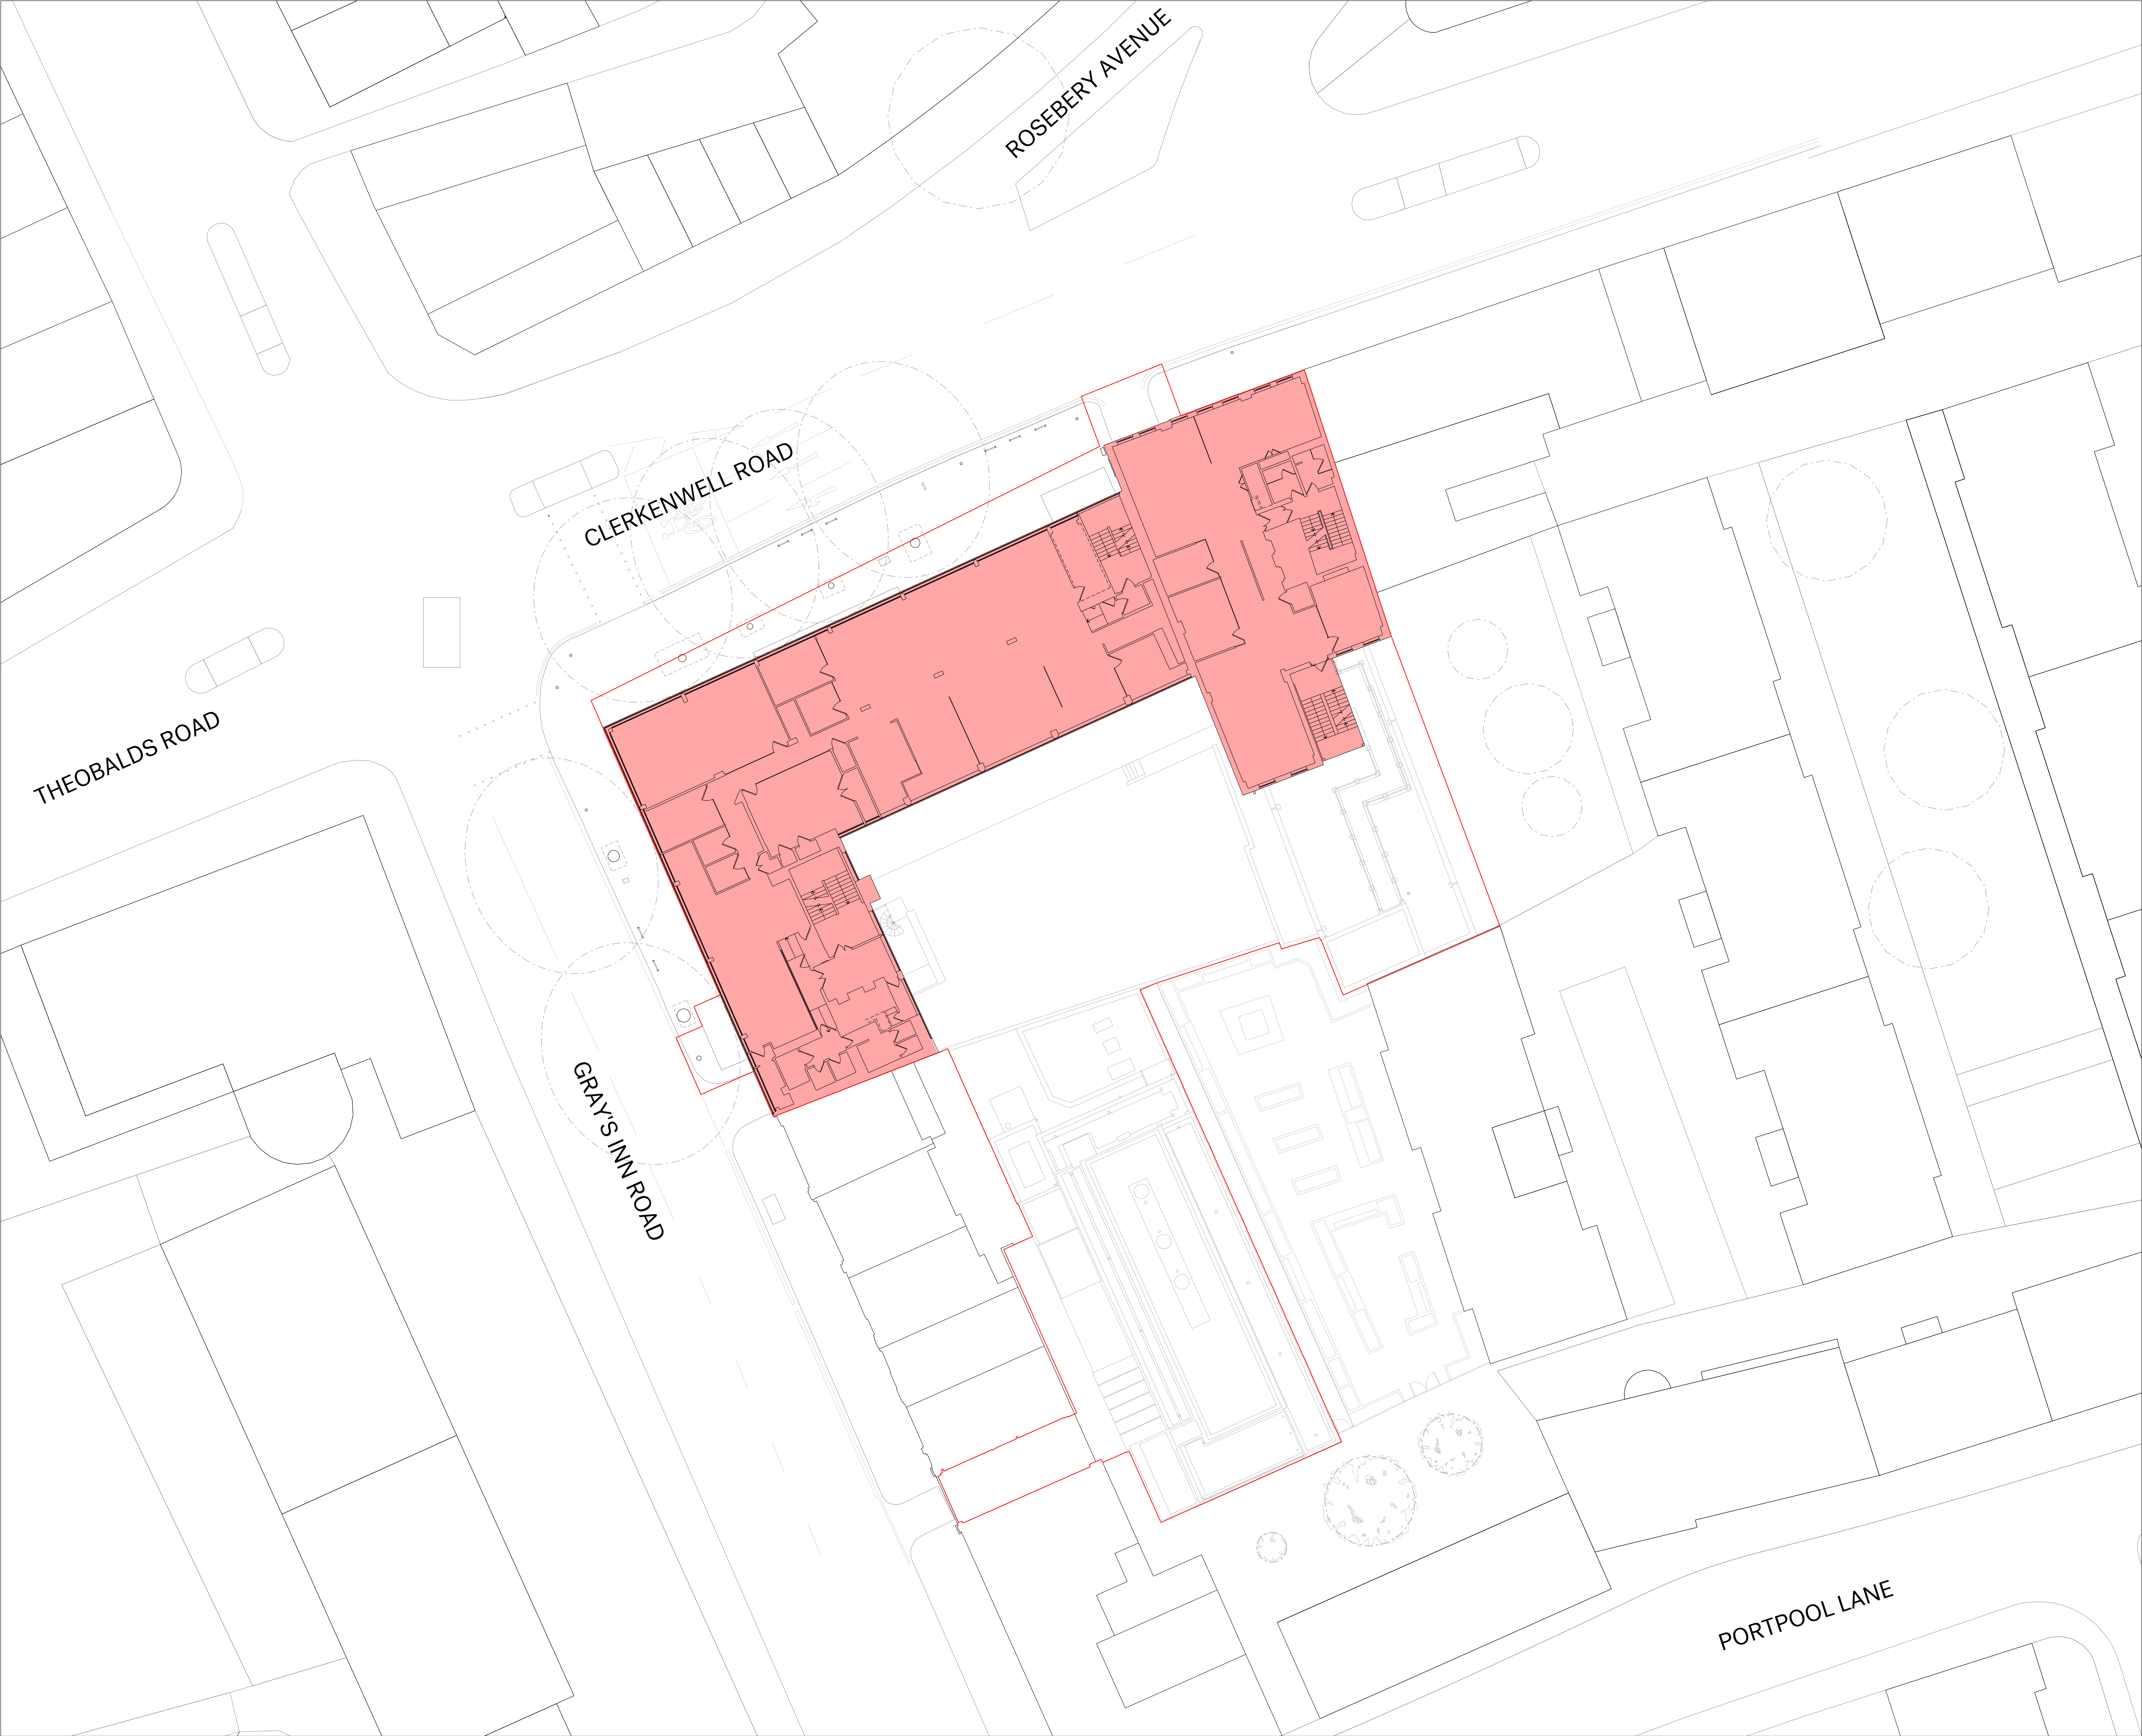 ROSEBERY AVENUE
CLERKENWELL ROAD
THEOBALDS ROAD
GRAY'S INN ROAD
PORTPOOL LANE